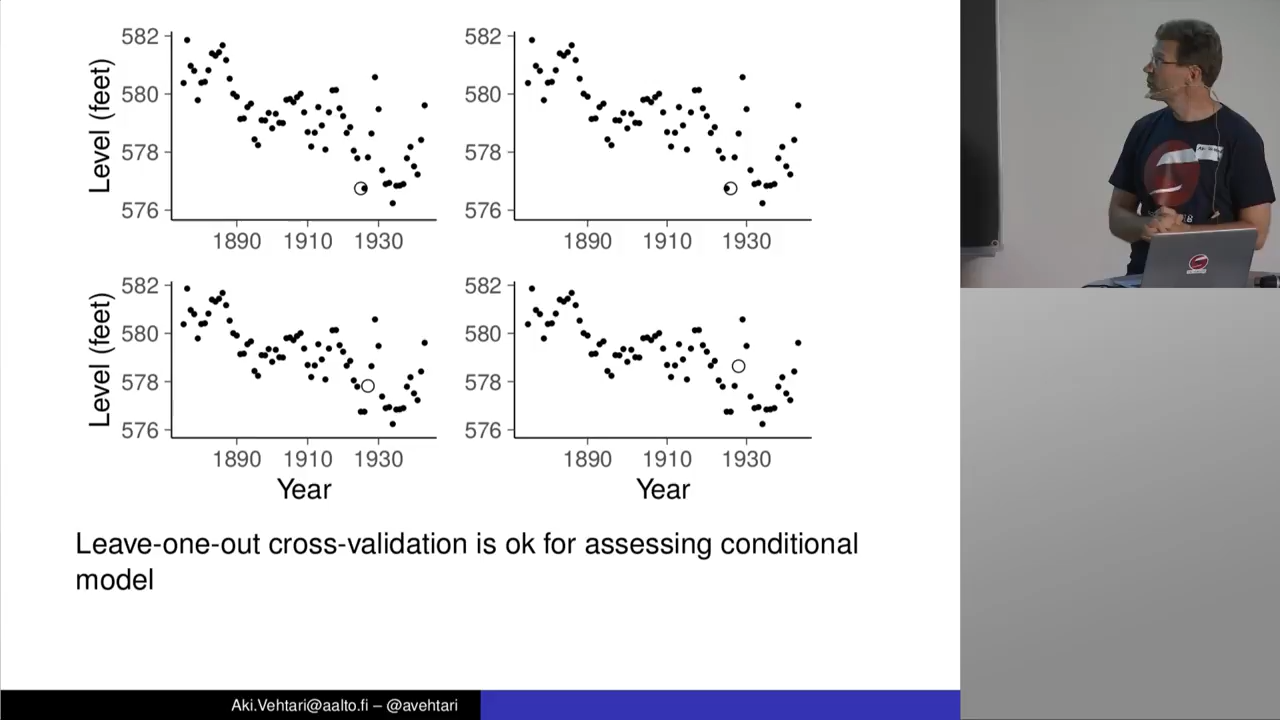 582
580
578
576
Level (feet)
1890 1910 1930
582
580
578
576
1890 1910 1930
582
580
578
576
Level (feet)
1890 1910 1930
Year
582
580
578
576
1890 1910 1930
Year
Leave-one-out cross-validation is ok for assessing conditional
model
Aki.Vehtari@aalto.fi – @avehtari